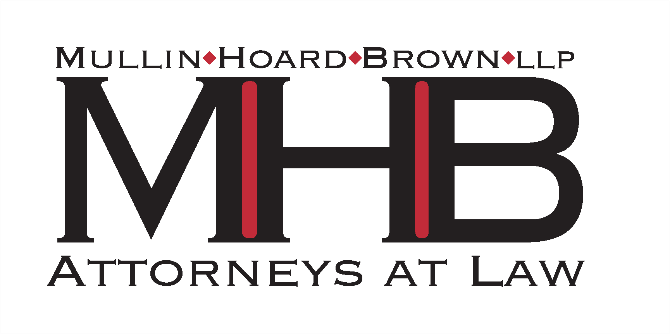 MULLIN◆HOARD◆BROWN◆LLP
MHB
ATTORNEYS AT LAW